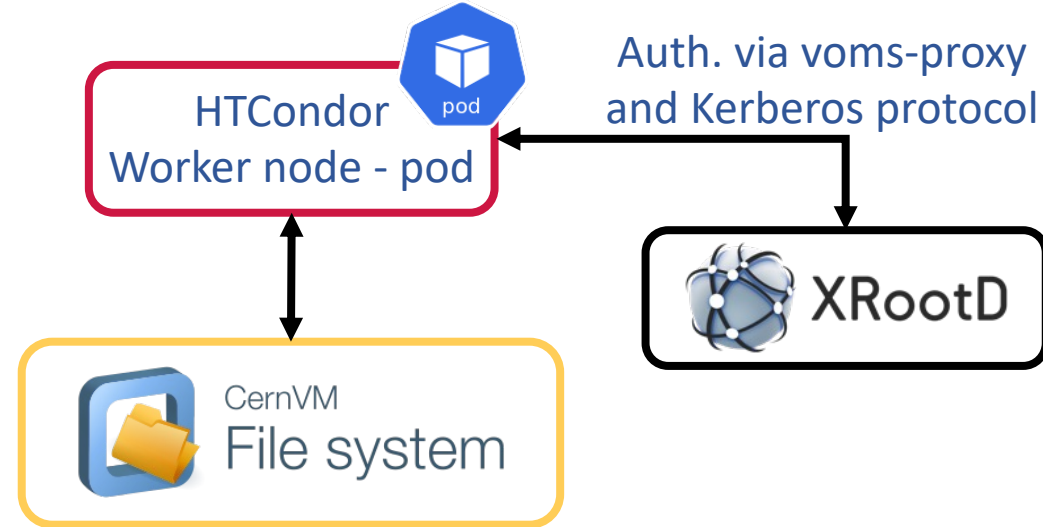 pod
HTCondor
Worker node - pod
Auth. via voms-proxy
and Kerberos protocol
XRootD
CernVM
File system